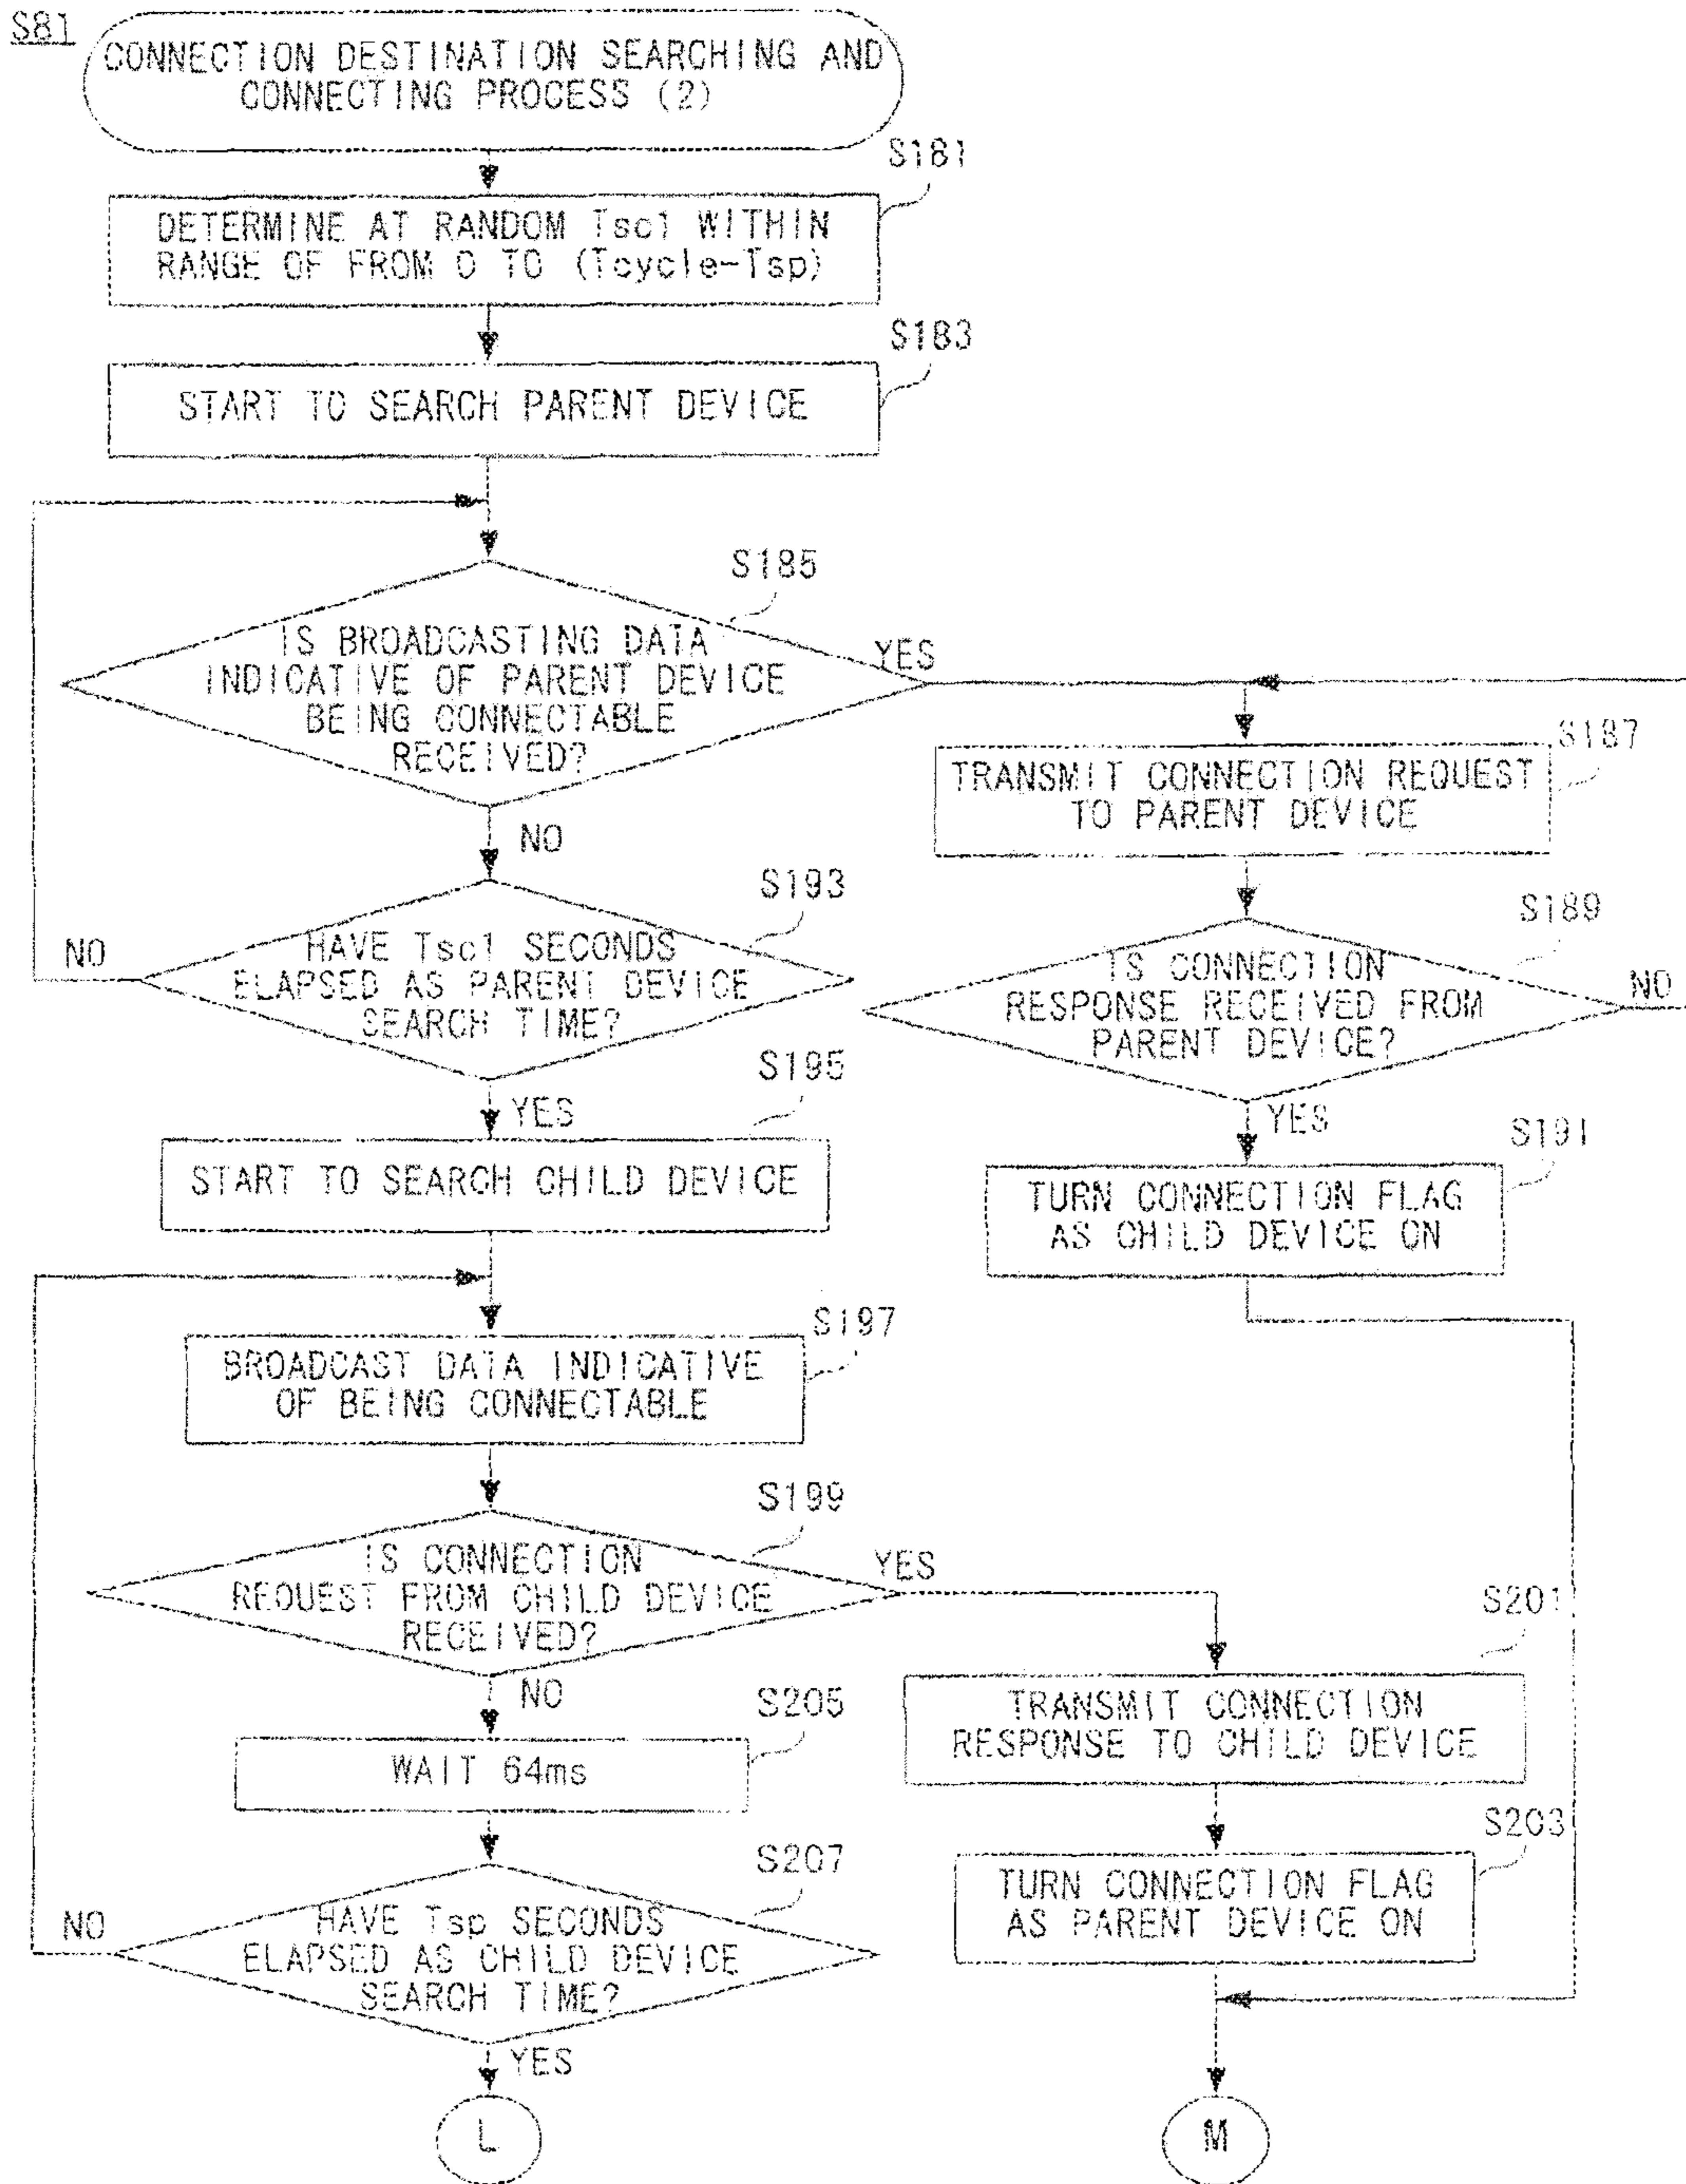 S81
CONNECTION DESTINATION SEARCHING AND
CONNECTING PROCESS (2)
S181
DETERMINE AT RANDOM Tsc1 WITHIN
RANGE OF FROM 0 TO (Tcycle-Tsp)
S183
START TO SEARCH PARENT DEVICE
S185
IS BROADCASTING DATA
INDICATIVE OF PARENT DEVICE
BEING CONNECTABLE
RECEIVED?
YES
NO
S187
TRANSMIT CONNECTION REQUEST
TO PARENT DEVICE
S193
HAVE Tsc1 SECONDS
ELAPSED AS PARENT DEVICE
SEARCH TIME?
NO
YES
S189
IS CONNECTION
RESPONSE RECEIVED FROM
PARENT DEVICE?
NO
YES
S195
START TO SEARCH CHILD DEVICE
S191
TURN CONNECTION FLAG
AS CHILD DEVICE ON
S197
BROADCAST DATA INDICATIVE
OF BEING CONNECTABLE
S199
IS CONNECTION
REQUEST FROM CHILD DEVICE
RECEIVED?
YES
NO
S201
TRANSMIT CONNECTION
RESPONSE TO CHILD DEVICE
S205
WAIT 64ms
S203
TURN CONNECTION FLAG
AS PARENT DEVICE ON
S207
HAVE Tsp SECONDS
ELAPSED AS CHILD DEVICE
SEARCH TIME?
NO
YES
L
M